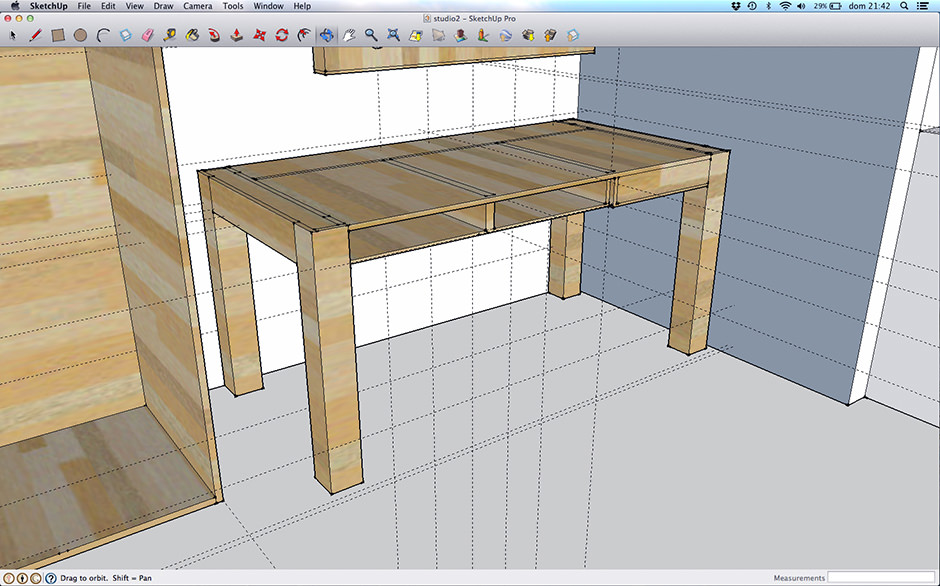 SketchUp File Edit View Draw Camera Tools Window Help 29% dom 21:42
studio2 - SketchUp Pro
Drag to orbit. Shift = Pan Measurements